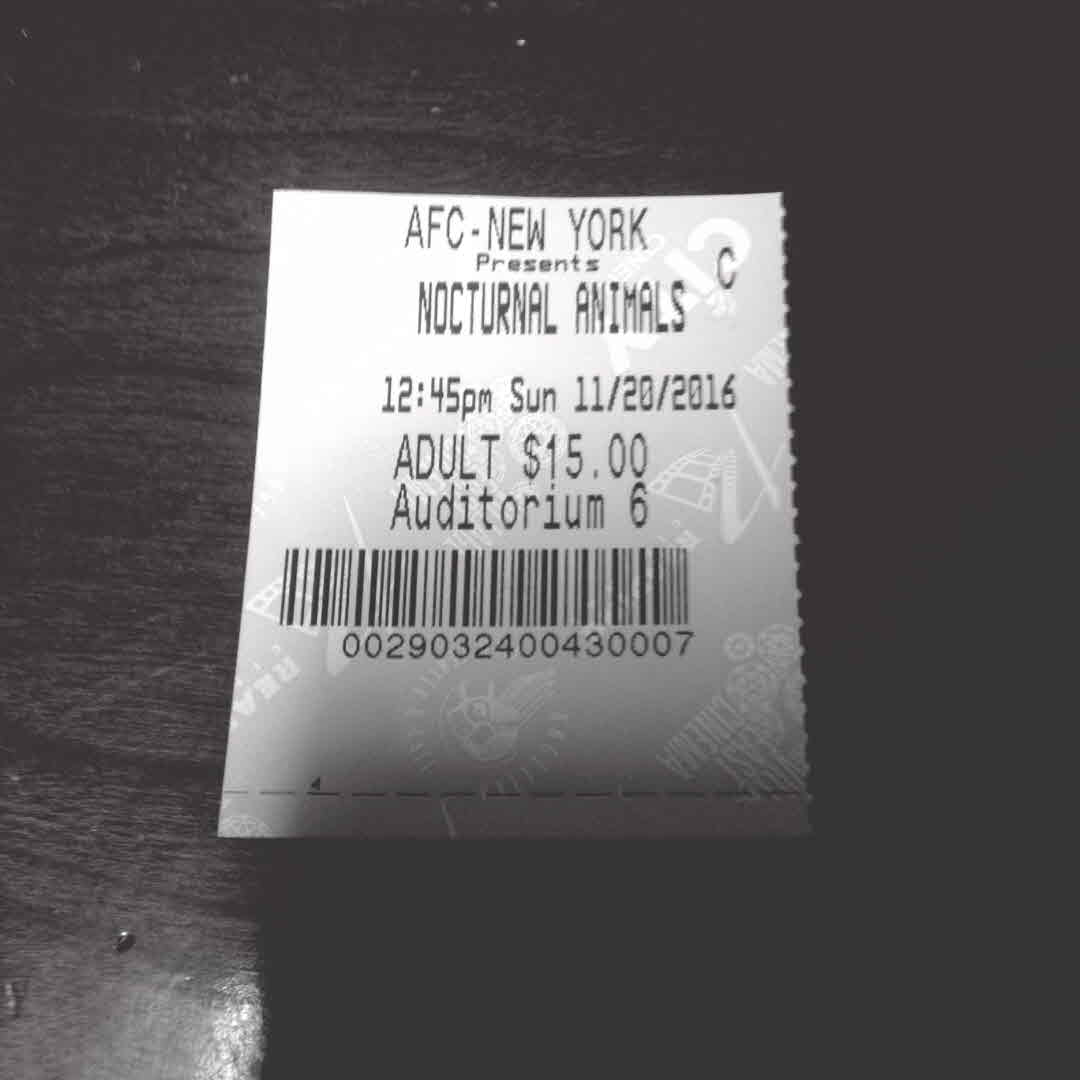 AFC-NEW YORK
Presents
C
NOCTURNAL ANIMALS
12:45pm Sun 11/20/2016
ADULT $15.00
Auditorium 6
0029032400430007